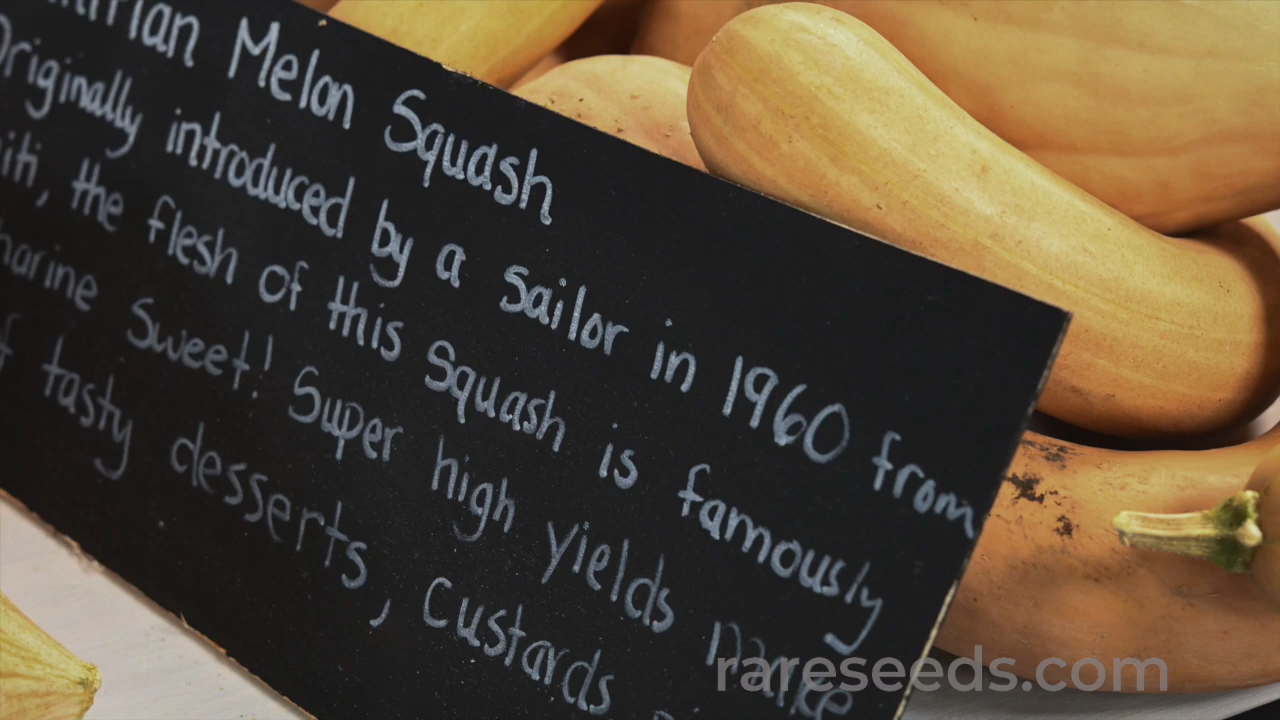 Melon Squash
Originally introduced by a sailor in 1960 from
the flesh of this Squash is famously
Sweet! Super high yields make
tasty desserts, Custards
rareseeds.com